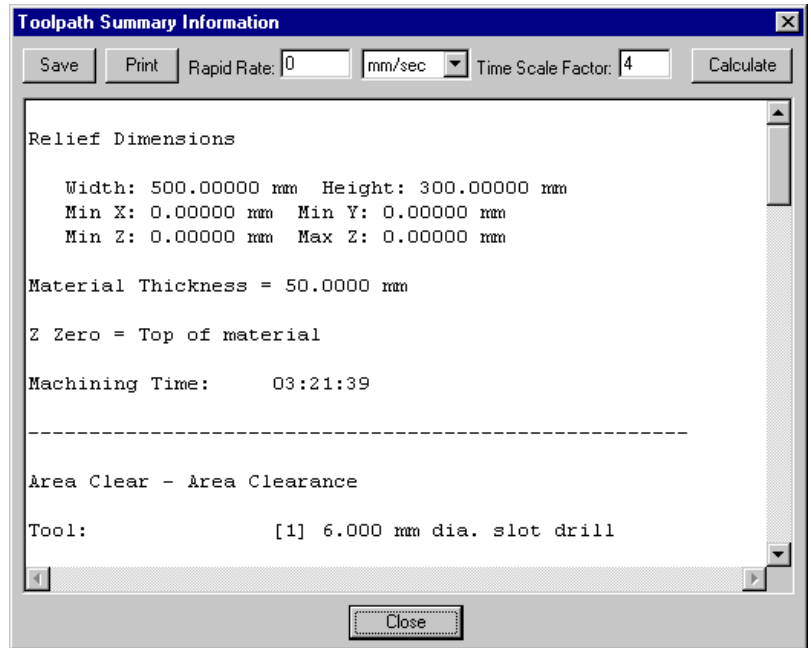 Toolpath Summary Information
Save Print Rapid Rate: 0 mm/sec Time Scale Factor: 4 Calculate
Relief Dimensions
Width: 500.00000 mm Height: 300.00000 mm
Min X: 0.00000 mm Min Y: 0.00000 mm
Min Z: 0.00000 mm Max Z: 0.00000 mm
Material Thickness = 50.0000 mm
Z Zero = Top of material
Machining Time: 03:21:39
------------------------------------------------------
Area Clear - Area Clearance
Tool: [1] 6.000 mm dia. slot drill
Close